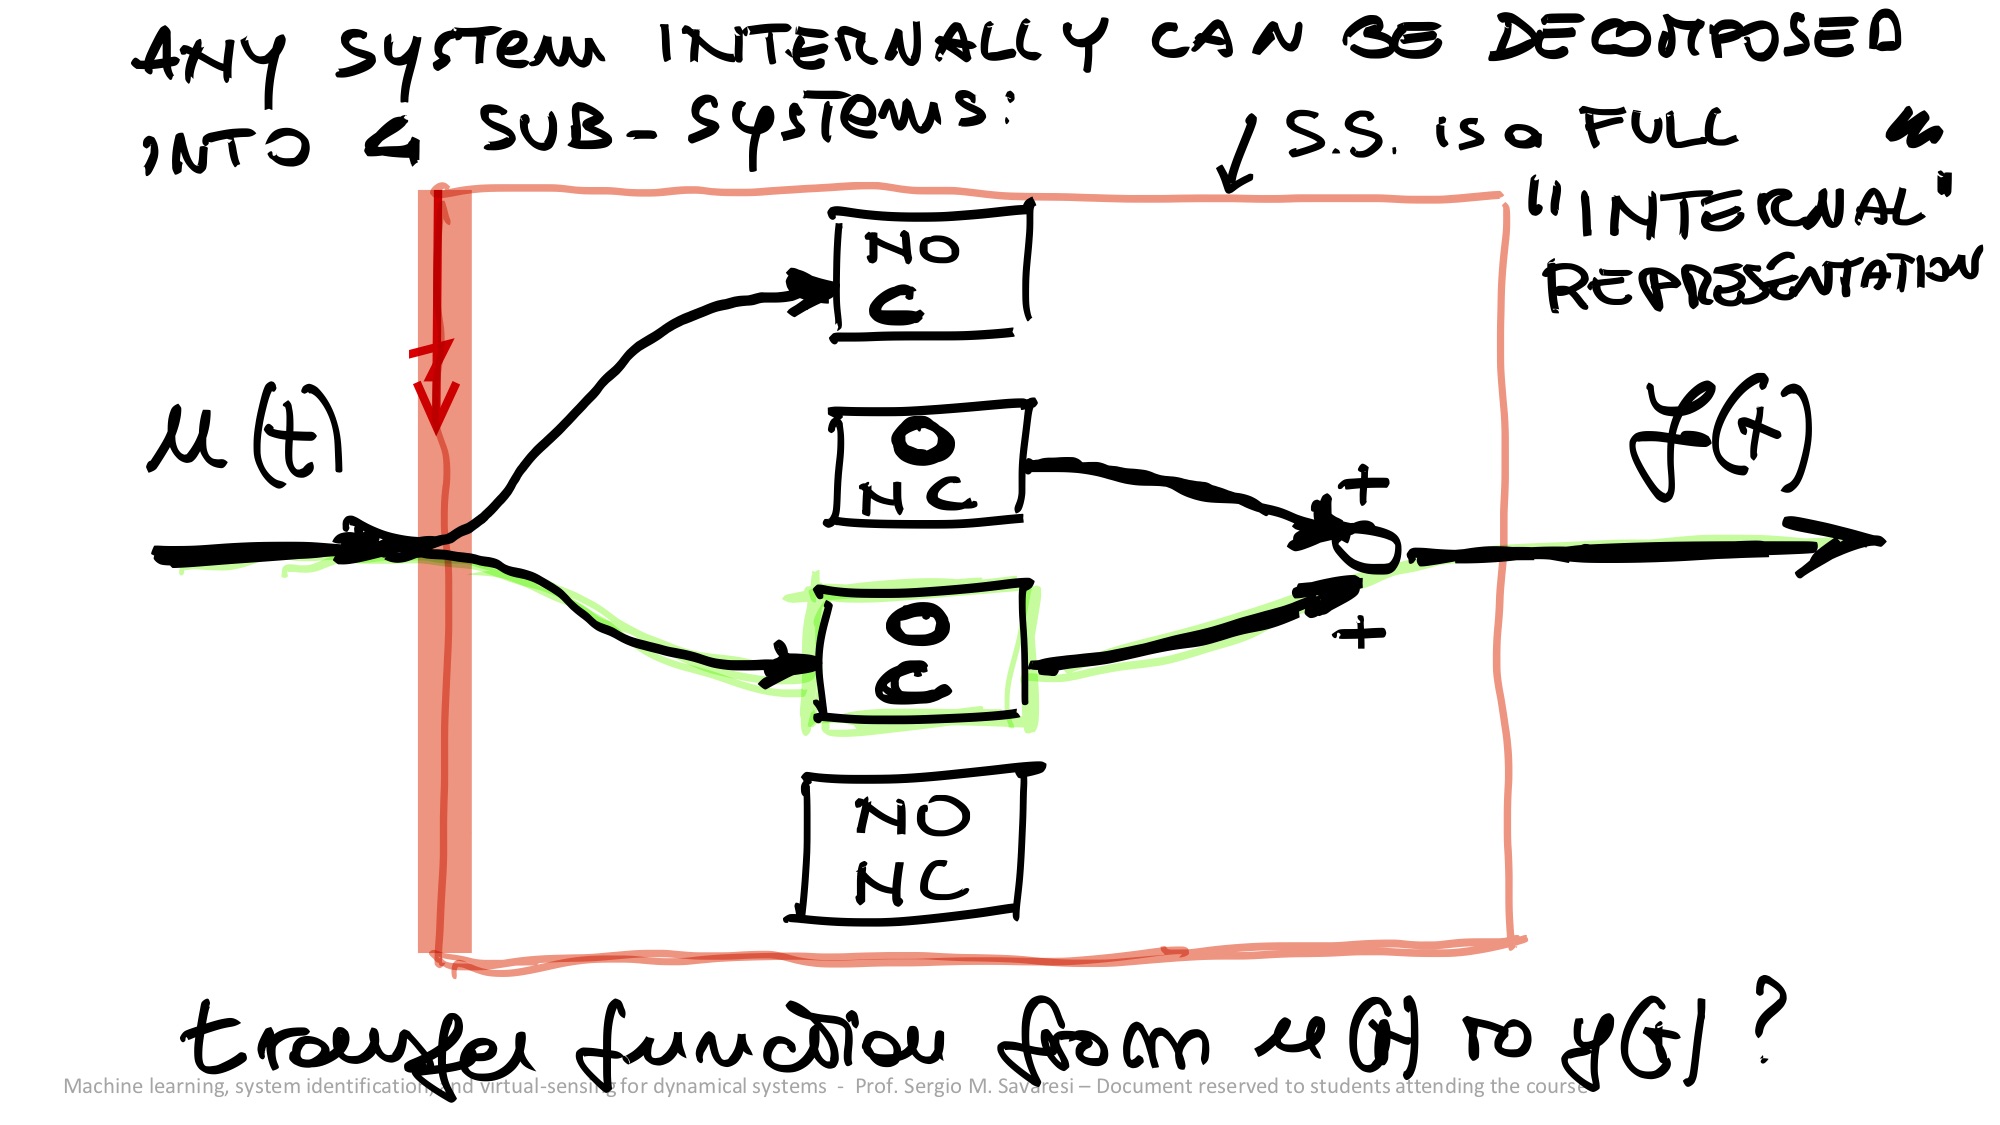 ANY SYSTEM INTERNALLY CAN BE DECOMPOSED
INTO 4 SUB-SYSTEMS:
S.S. is a FULL
"INTERNAL"
REPRESENTATION
NO
C
u(t)
O
NC
+
y(t)
O
C
+
NO
NC
transfer function from u(t) to y(t)?
Machine learning, system identification, and virtual-sensing for dynamical systems - Prof. Sergio M. Savaresi – Document reserved to students attending the course